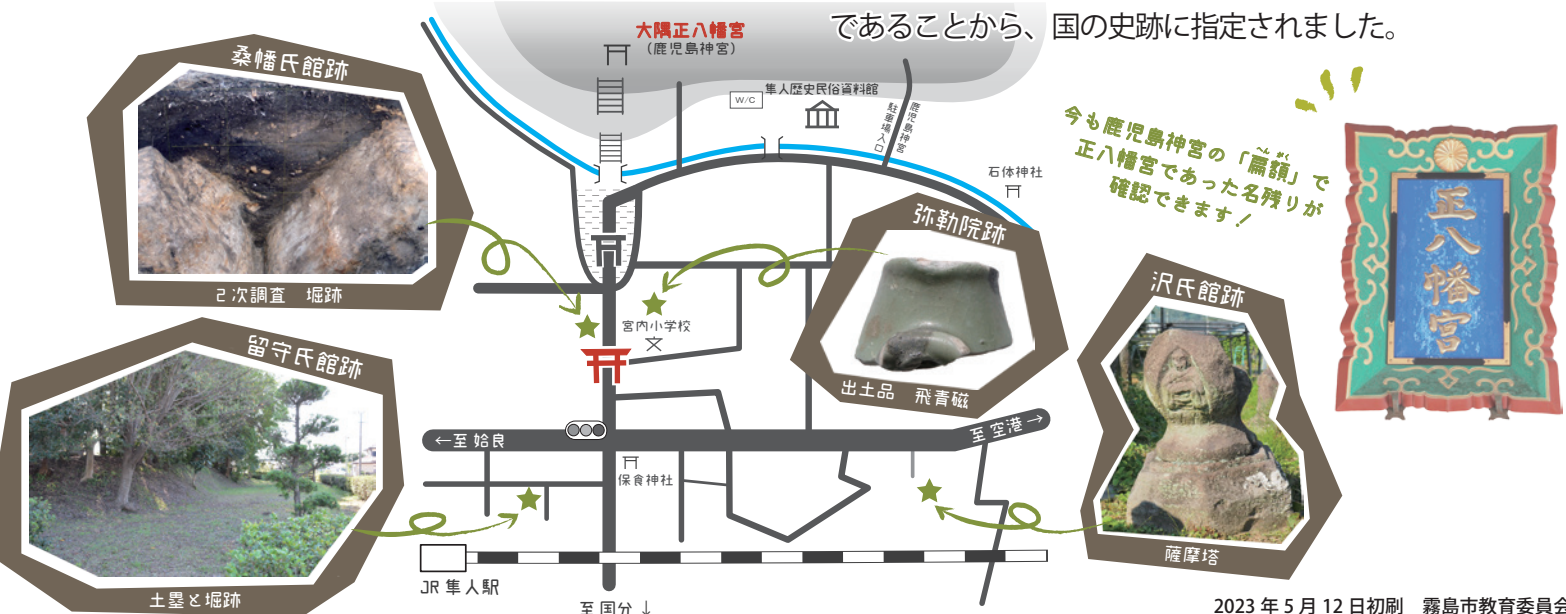 であることから、国の史跡に指定されました。
大隅正八幡宮
（鹿児島神宮）
桑幡氏館跡
2次調査　堀跡
W/C
隼人歴史民俗資料館
鹿児島神宮
駐車場入口
石体神社
今も鹿児島神宮の「扁額」で
へんがく
正八幡宮であった名残りが
確認できます！
正八幡宮
弥勒院跡
出土品　飛青磁
沢氏館跡
薩摩塔
宮内小学校
文
留守氏館跡
土塁と堀跡
←至 姶良
至 空港→
保食神社
JR 隼人駅
至 国分 ↓
2023 年 5 月 12 日初刷　霧島市教育委員会